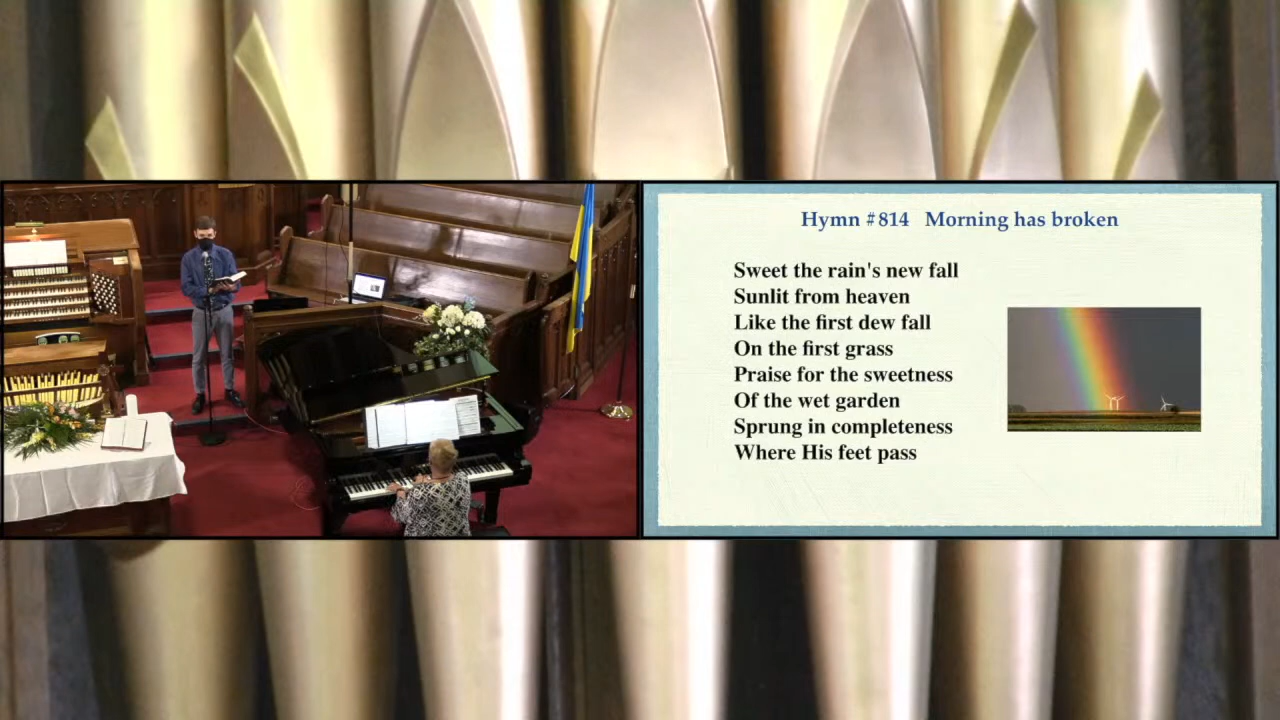 Hymn #814 Morning has broken
Sweet the rain's new fall
Sunlit from heaven
Like the first dew fall
On the first grass
Praise for the sweetness
Of the wet garden
Sprung in completeness
Where His feet pass